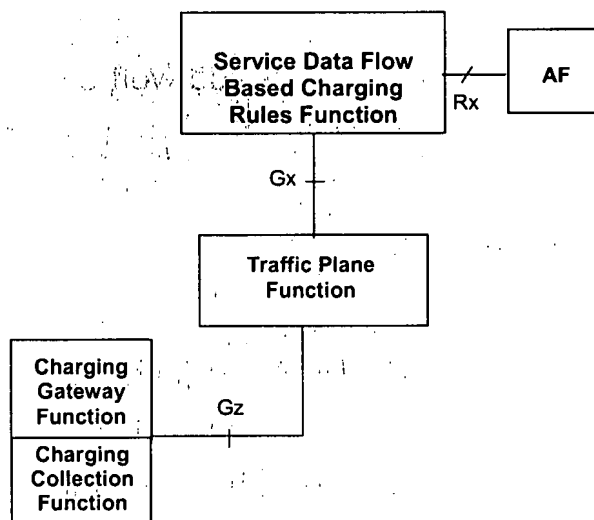 Service Data Flow
Based Charging
Rules Function
AF
Rx
Gx
Traffic Plane
Function
Charging
Gateway
Function
Gz
Charging
Collection
Function